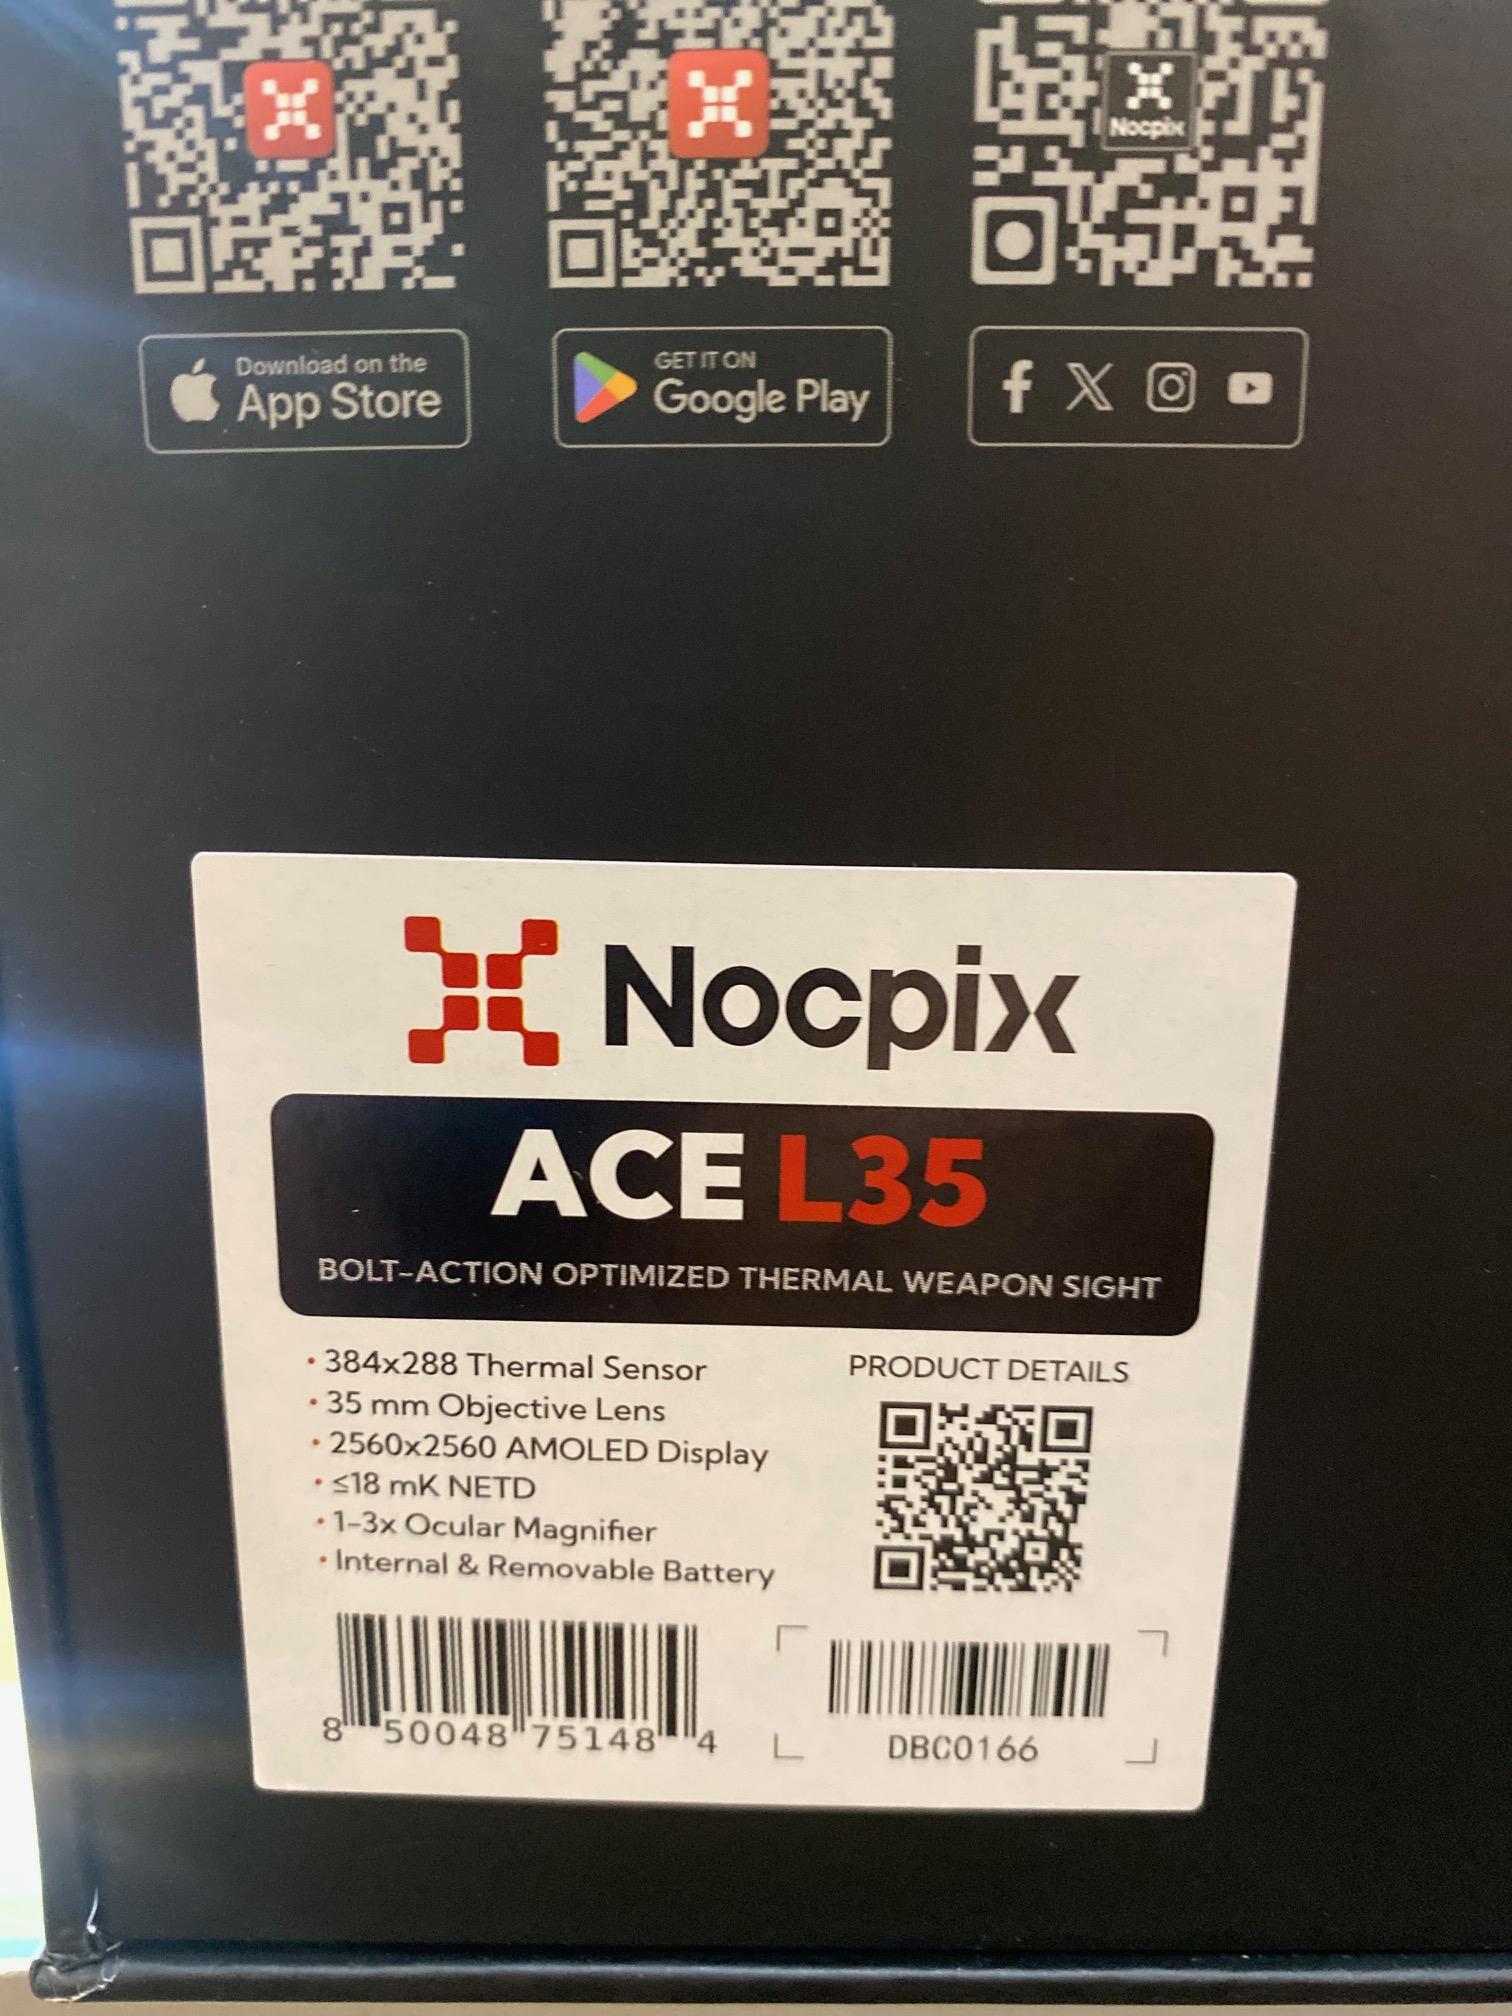 Nocpix
Download on the
App Store
GET IT ON
Google Play
Nocpix
ACE L35
BOLT-ACTION OPTIMIZED THERMAL WEAPON SIGHT
• 384x288 Thermal Sensor
• 35 mm Objective Lens
• 2560x2560 AMOLED Display
• ≤18 mK NETD
• 1-3x Ocular Magnifier
• Internal & Removable Battery
PRODUCT DETAILS
8 50048 75148 4
DBC0166